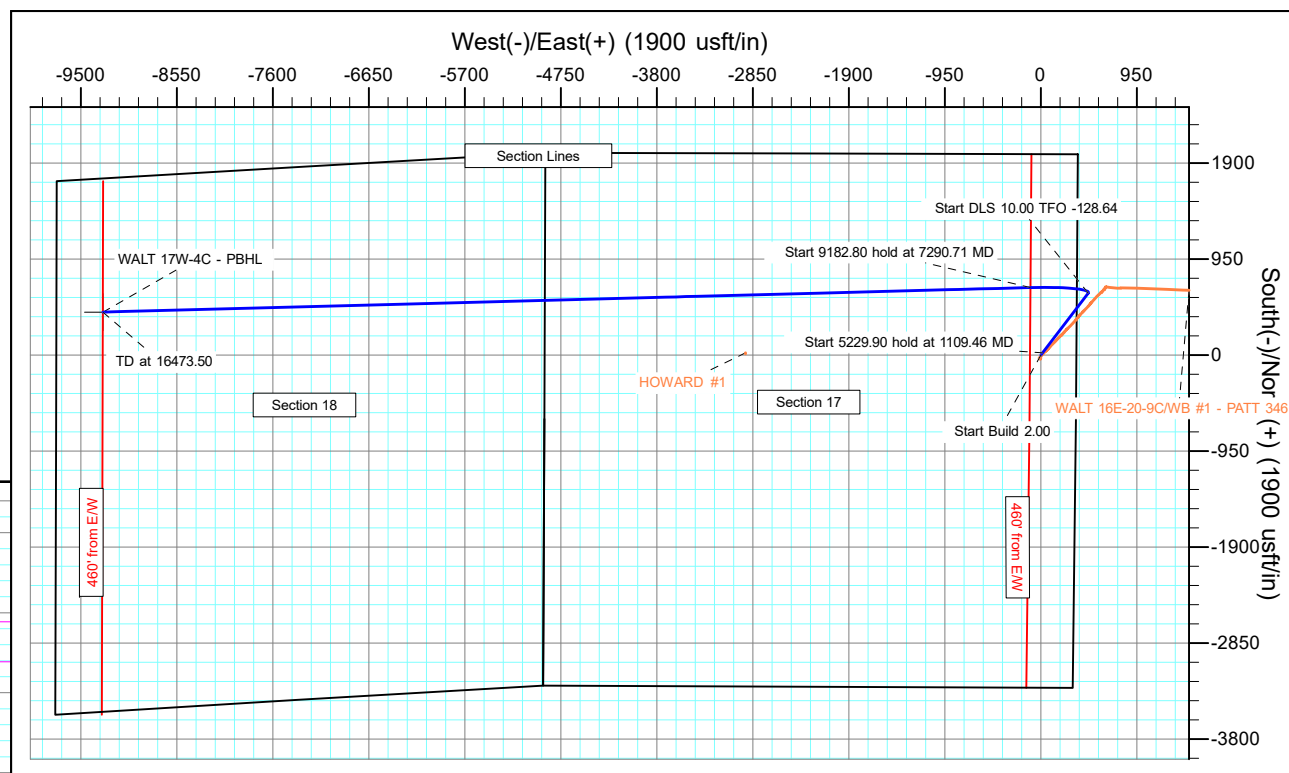 West(-)/East(+) (1900 usft/in)
-9500 -8550 -7600 -6650 -5700 -4750 -3800 -2850 -1900 -950 0 950
Section Lines
1900
Start DLS 10.00 TFO -128.64
WALT 17W-4C - PBHL
Start 9182.80 hold at 7290.71 MD
950
Start 5229.90 hold at 1109.46 MD
0
TD at 16473.50
HOWARD #1
Section 18
Section 17
WALT 16E-20-9C/WB #1 - PATT 346
Start Build 2.00
-950
460' from E/W
460' from E/W
-1900
-2850
-3800
South(-)/Nor (+) (1900 usft/in)